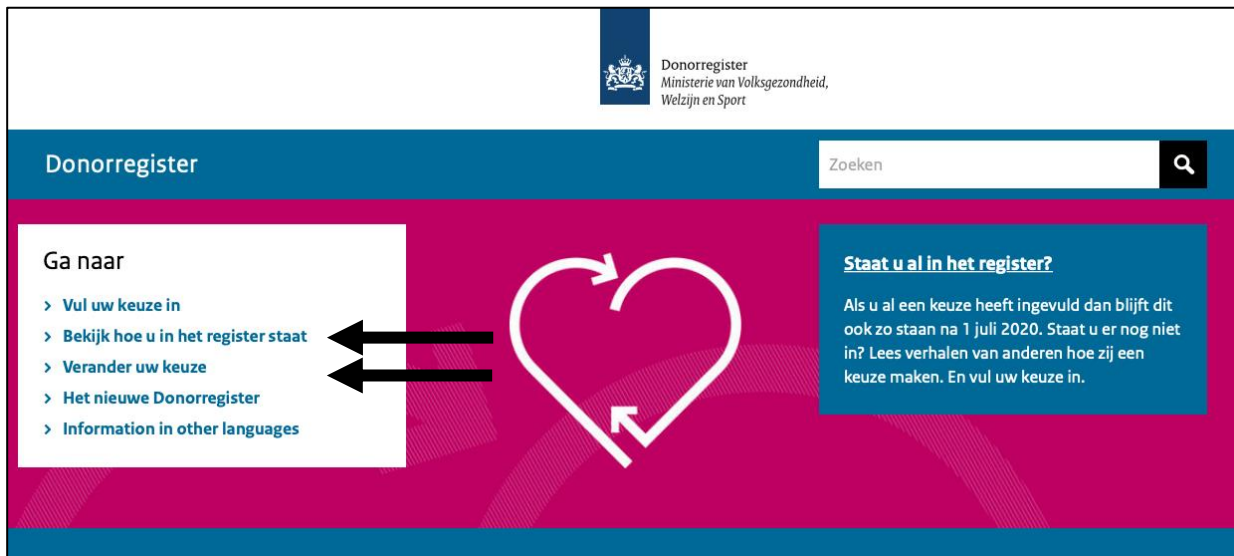 Donorregister
Ministerie van Volksgezondheid,
Welzijn en Sport
Donorregister
Zoeken
Ga naar
> Vul uw keuze in
> Bekijk hoe u in het register staat
> Verander uw keuze
> Het nieuwe Donorregister
> Information in other languages
Staat u al in het register?
Als u al een keuze heeft ingevuld dan blijft dit
ook zo staan na 1 juli 2020. Staat u er nog niet
in? Lees verhalen van anderen hoe zij een
keuze maken. En vul uw keuze in.